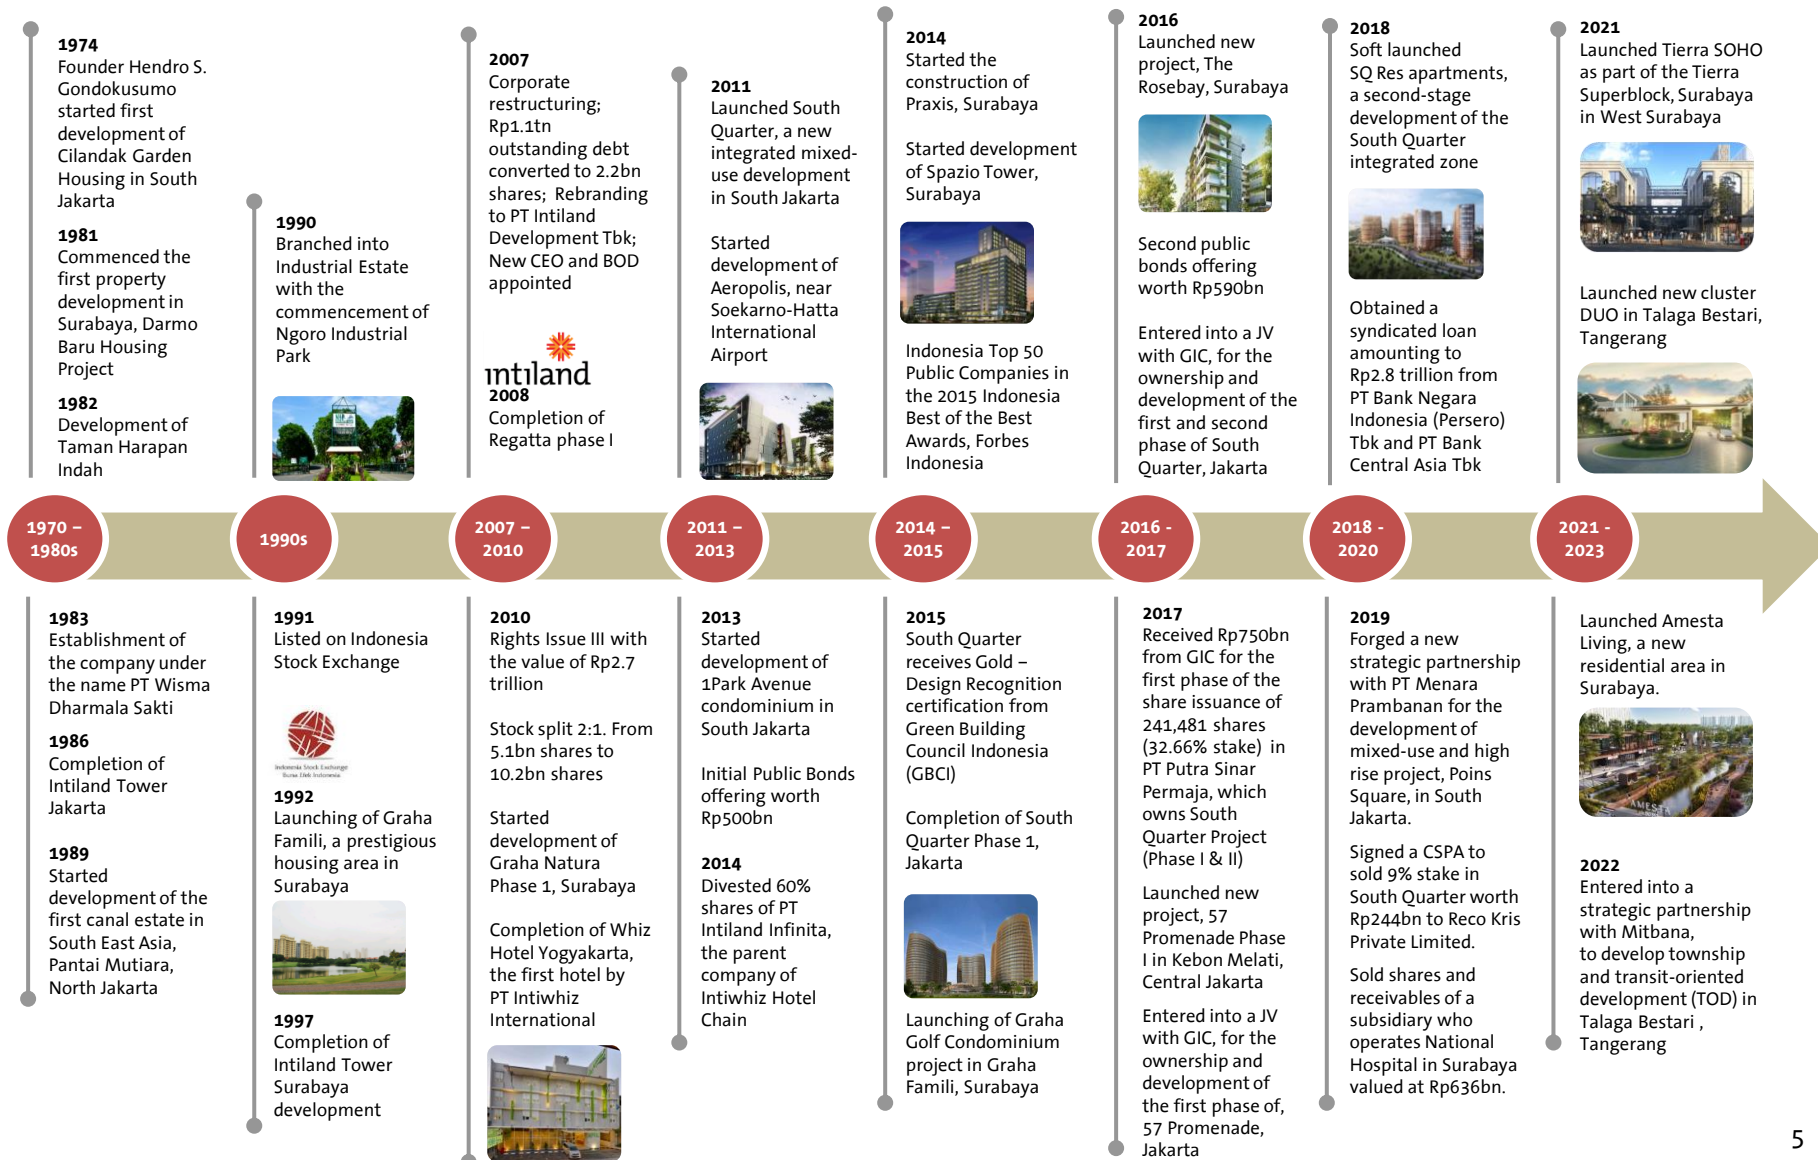 1974
Founder Hendro S.
Gondokusumo
started first
development of
Cilandak Garden
Housing in South
Jakarta
1981
Commenced the
first property
development in
Surabaya, Darmo
Baru Housing
Project
1982
Development of
Taman Harapan
Indah
1990
Branched into
Industrial Estate
with the
commencement of
Ngoro Industrial
Park
2007
Corporate
restructuring;
Rp1.1tn
outstanding debt
converted to 2.2bn
shares; Rebranding
to PT Intiland
Development Tbk;
New CEO and BOD
appointed
intiland
2008
Completion of
Regatta phase I
2011
Launched South
Quarter, a new
integrated mixed-
use development
in South Jakarta
Started
development of
Aeropolis, near
Soekarno-Hatta
International
Airport
2014
Started the
construction of
Praxis, Surabaya
Started development
of Spazio Tower,
Surabaya
Indonesia Top 50
Public Companies in
the 2015 Indonesia
Best of the Best
Awards, Forbes
Indonesia
2016
Launched new
project, The
Rosebay, Surabaya
Second public
bonds offering
worth Rp590bn
Entered into a JV
with GIC, for the
ownership and
development of the
first and second
phase of South
Quarter, Jakarta
2018
Soft launched
SQ Res apartments,
a second-stage
development of the
South Quarter
integrated zone
Obtained a
syndicated loan
amounting to
Rp2.8 trillion from
PT Bank Negara
Indonesia (Persero)
Tbk and PT Bank
Central Asia Tbk
2021
Launched Tierra SOHO
as part of the Tierra
Superblock, Surabaya
in West Surabaya
Launched new cluster
DUO in Talaga Bestari,
Tangerang
1970 –
1980s
1990s
2007 –
2010
2011 –
2013
2014 –
2015
2016 -
2017
2018 -
2020
2021 -
2023
1983
Establishment of
the company under
the name PT Wisma
Dharmala Sakti
1986
Completion of
Intiland Tower
Jakarta
1989
Started
development of the
first canal estate in
South East Asia,
Pantai Mutiara,
North Jakarta
1991
Listed on Indonesia
Stock Exchange
Indonesia Stock Exchange
Bursa Efek Indonesia
1992
Launching of Graha
Famili, a prestigious
housing area in
Surabaya
1997
Completion of
Intiland Tower
Surabaya
development
2010
Rights Issue III with
the value of Rp2.7
trillion
Stock split 2:1. From
5.1bn shares to
10.2bn shares
Started
development of
Graha Natura
Phase 1, Surabaya
Completion of Whiz
Hotel Yogyakarta,
the first hotel by
PT Intiwhiz
International
2013
Started
development of
1Park Avenue
condominium in
South Jakarta
Initial Public Bonds
offering worth
Rp500bn
2014
Divested 60%
shares of PT
Intiland Infinita,
the parent
company of
Intiwhiz Hotel
Chain
2015
South Quarter
receives Gold –
Design Recognition
certification from
Green Building
Council Indonesia
(GBCI)
Completion of South
Quarter Phase 1,
Jakarta
Launching of Graha
Golf Condominium
project in Graha
Famili, Surabaya
2017
Received Rp750bn
from GIC for the
first phase of the
share issuance of
241,481 shares
(32.66% stake) in
PT Putra Sinar
Permaja, which
owns South
Quarter Project
(Phase I & II)
Launched new
project, 57
Promenade Phase
I in Kebon Melati,
Central Jakarta
Entered into a JV
with GIC, for the
ownership and
development of
the first phase of,
57 Promenade,
Jakarta
2019
Forged a new
strategic partnership
with PT Menara
Prambanan for the
development of
mixed-use and high
rise project, Poins
Square, in South
Jakarta.
Signed a CSPA to
sold 9% stake in
South Quarter worth
Rp244bn to Reco Kris
Private Limited.
Sold shares and
receivables of a
subsidiary who
operates National
Hospital in Surabaya
valued at Rp636bn.
Launched Amesta
Living, a new
residential area in
Surabaya.
AMESTA
2022
Entered into a
strategic partnership
with Mitbana,
to develop township
and transit-oriented
development (TOD) in
Talaga Bestari ,
Tangerang
5